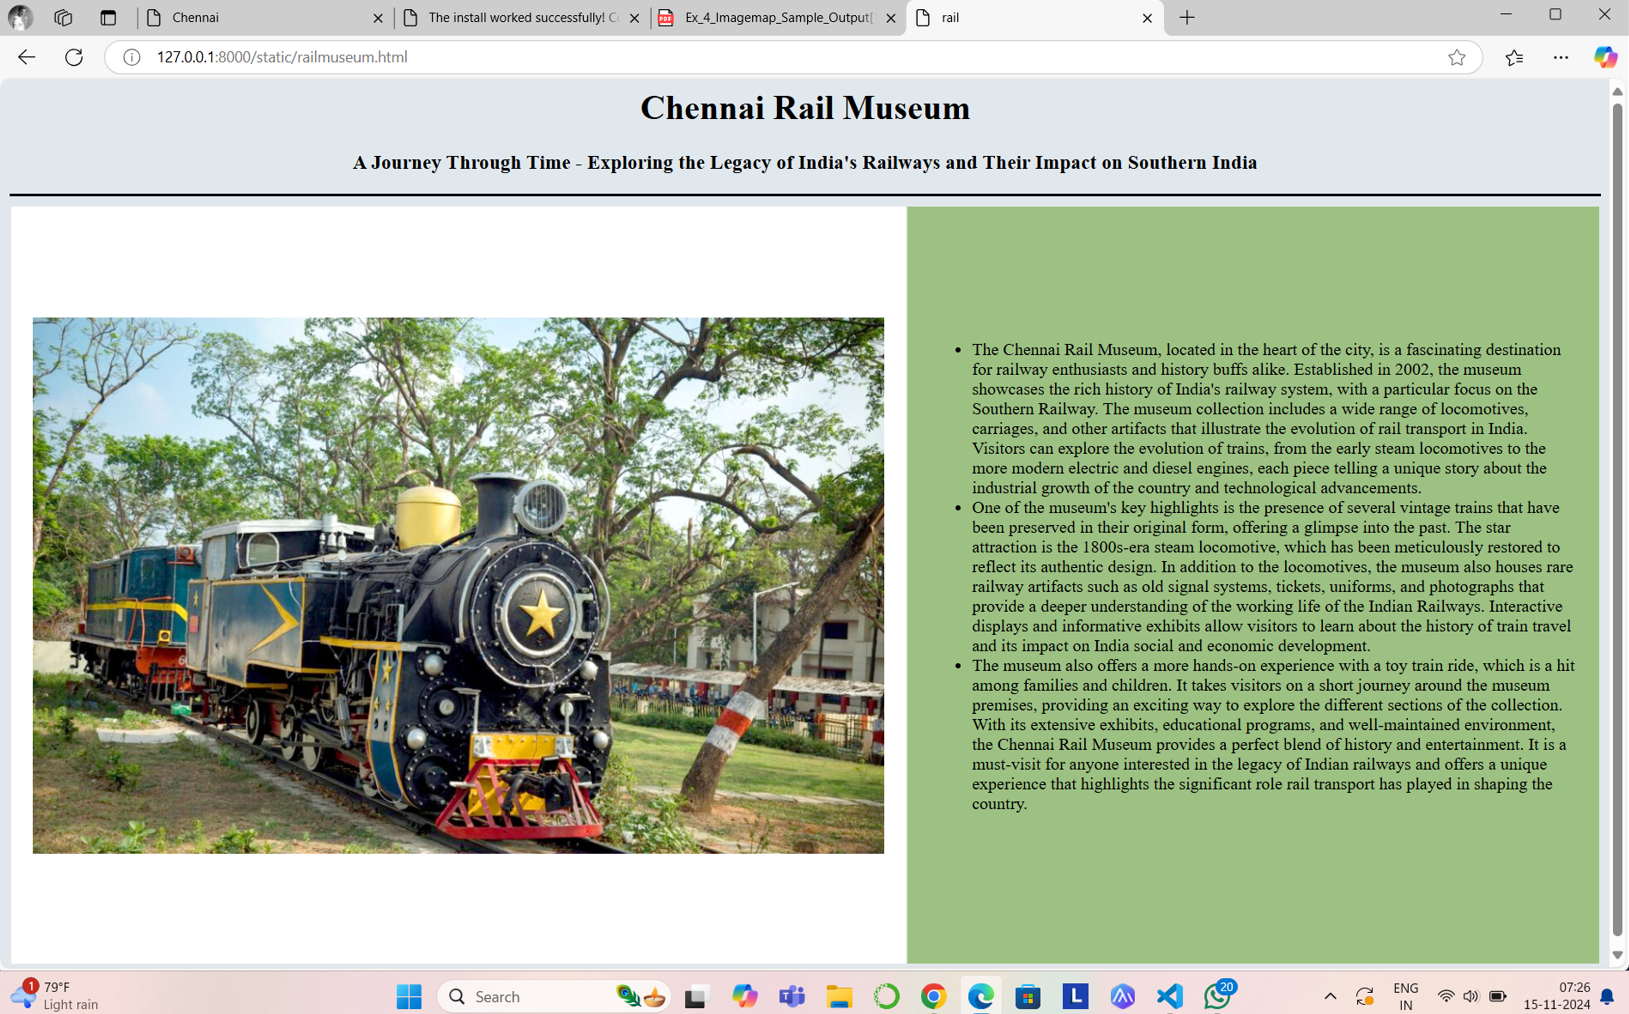 Chennai
The install worked successfully! Co
Ex_4_Imagemap_Sample_Output[
rail
127.0.0.1:8000/static/railmuseum.html
Chennai Rail Museum
A Journey Through Time - Exploring the Legacy of India's Railways and Their Impact on Southern India
• The Chennai Rail Museum, located in the heart of the city, is a fascinating destination
for railway enthusiasts and history buffs alike. Established in 2002, the museum
showcases the rich history of India's railway system, with a particular focus on the
Southern Railway. The museum collection includes a wide range of locomotives,
carriages, and other artifacts that illustrate the evolution of rail transport in India.
Visitors can explore the evolution of trains, from the early steam locomotives to the
more modern electric and diesel engines, each piece telling a unique story about the
industrial growth of the country and technological advancements.
• One of the museum's key highlights is the presence of several vintage trains that have
been preserved in their original form, offering a glimpse into the past. The star
attraction is the 1800s-era steam locomotive, which has been meticulously restored to
reflect its authentic design. In addition to the locomotives, the museum also houses rare
railway artifacts such as old signal systems, tickets, uniforms, and photographs that
provide a deeper understanding of the working life of the Indian Railways. Interactive
displays and informative exhibits allow visitors to learn about the history of train travel
and its impact on India social and economic development.
• The museum also offers a more hands-on experience with a toy train ride, which is a hit
among families and children. It takes visitors on a short journey around the museum
premises, providing an exciting way to explore the different sections of the collection.
With its extensive exhibits, educational programs, and well-maintained environment,
the Chennai Rail Museum provides a perfect blend of history and entertainment. It is a
must-visit for anyone interested in the legacy of Indian railways and offers a unique
experience that highlights the significant role rail transport has played in shaping the
country.
1
79°F
Light rain
Search
L
20
ENG
IN
07:26
15-11-2024